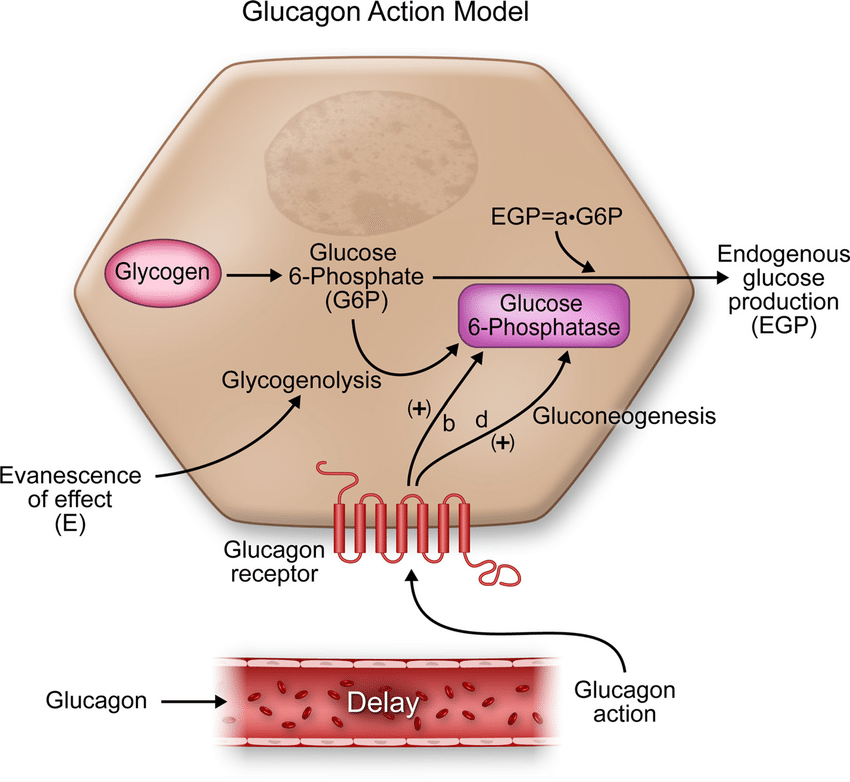 Glucagon Action Model
EGP=a•G6P
Glycogen
Glucose
6-Phosphate
(G6P)
Endogenous
glucose
production
(EGP)
Glucose
6-Phosphatase
Glycogenolysis
(+)
b
d
(+)
Gluconeogenesis
Evanescence
of effect
(E)
Glucagon
receptor
Glucagon
Delay
Glucagon
action